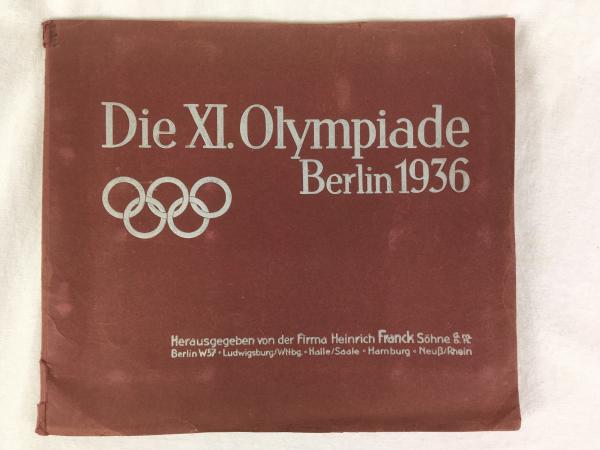 Die XI. Olympiade
Berlin 1936
Herausgegeben von der Firma Heinrich Franck Söhne G.m.b.H.
Berlin W57 • Ludwigsburg/Wttbg. • Halle/Saale • Hamburg • Neuß/Rhein